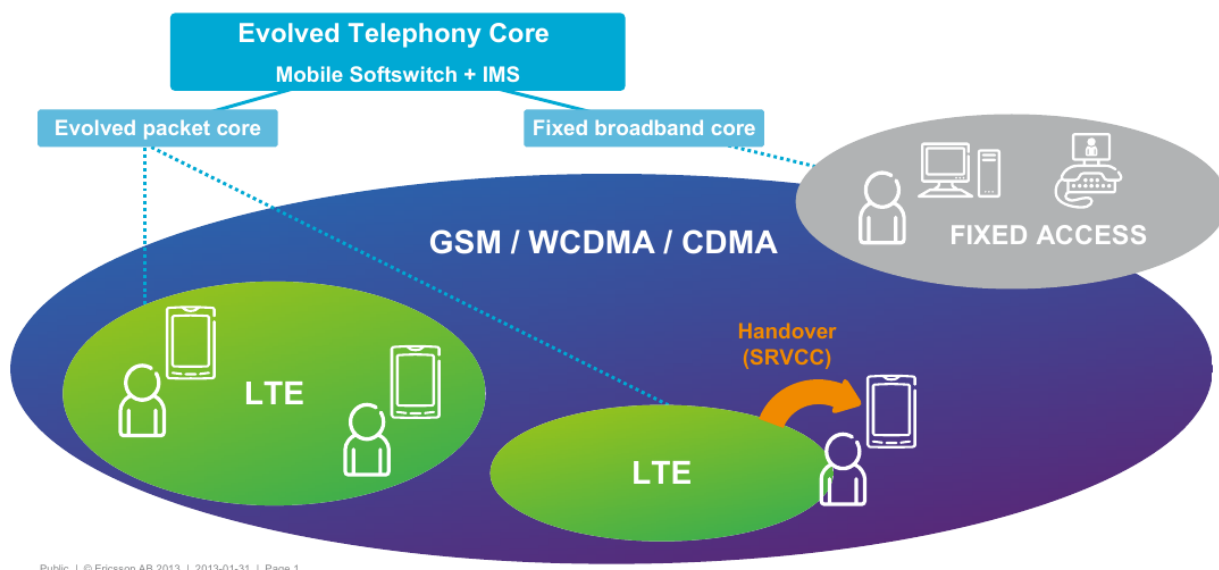 Evolved Telephony Core
Mobile Softswitch + IMS
Evolved packet core
Fixed broadband core
GSM / WCDMA / CDMA
FIXED ACCESS
Handover
(SRVCC)
LTE
LTE
Public | © Ericsson AB 2013 | 2013-01-31 | Page 1